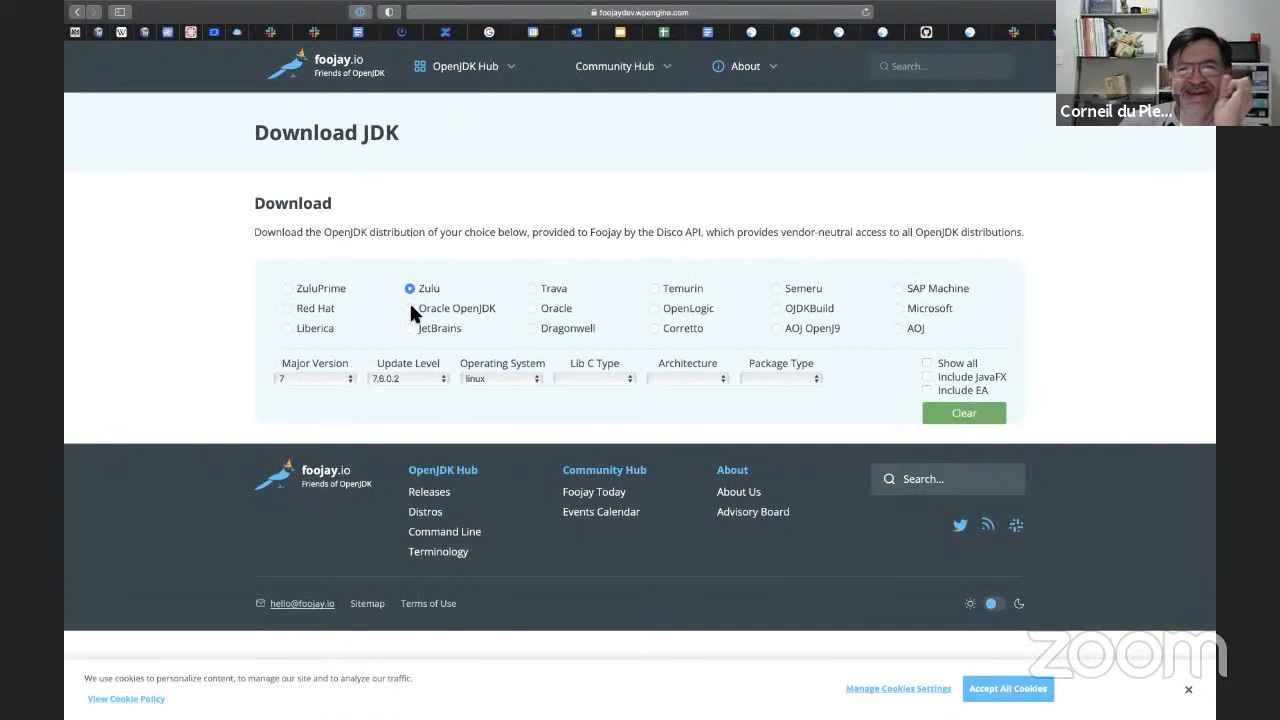 foojaydev.wpengine.com
foojay.io
Friends of OpenJDK
OpenJDK Hub
Community Hub
About
Search...
Corneil du Ple...
Download JDK
Download
Download the OpenJDK distribution of your choice below, provided to Foojay by the Disco API, which provides vendor-neutral access to all OpenJDK distributions.
ZuluPrime Zulu Trava Temurin Semeru SAP Machine
Red Hat Oracle OpenJDK Oracle OpenLogic OJDKBuild Microsoft
Liberica JetBrains Dragonwell Corretto AOJ OpenJ9 AOJ
Major Version Update Level Operating System Lib C Type Architecture Package Type
7 7.6.0.2 linux
Show all
Include JavaFX
Include EA
Clear
foojay.io
Friends of OpenJDK
OpenJDK Hub
Releases
Distros
Command Line
Terminology
Community Hub
Foojay Today
Events Calendar
About
About Us
Advisory Board
Search...
hello@foojay.io Sitemap Terms of Use
zoom
We use cookies to personalize content, to manage our site and to analyze our traffic.
View Cookie Policy
Manage Cookies Settings
Accept All Cookies